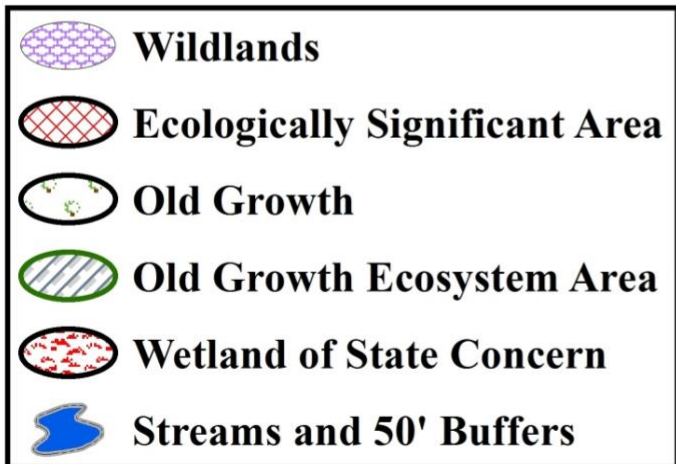 Wildlands
Ecologically Significant Area
Old Growth
Old Growth Ecosystem Area
Wetland of State Concern
Streams and 50' Buffers